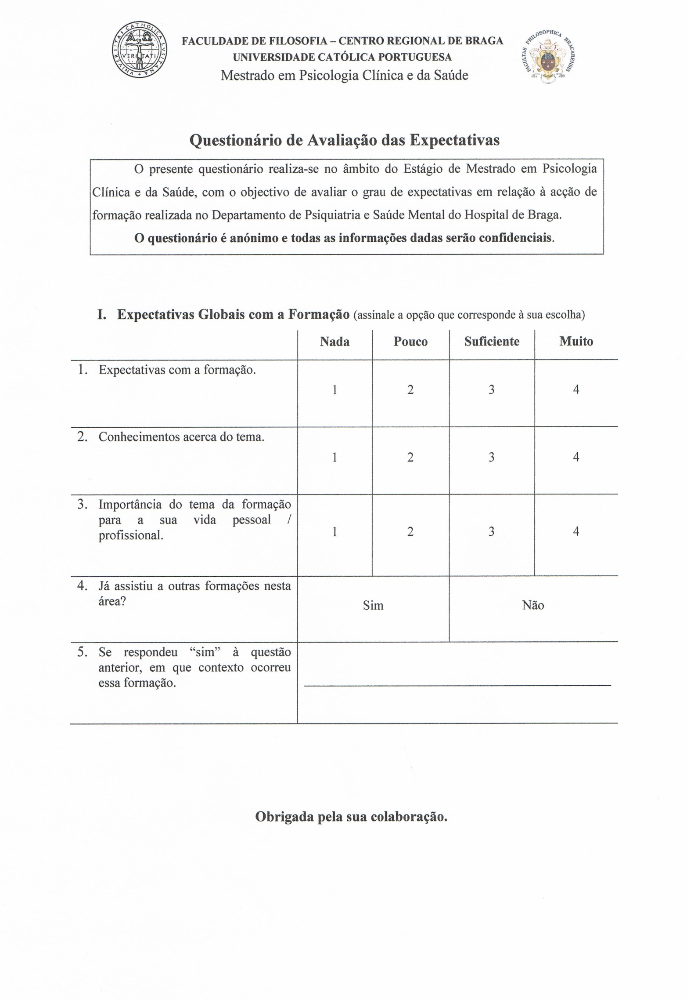 FACULDADE DE FILOSOFIA – CENTRO REGIONAL DE BRAGA
UNIVERSIDADE CATÓLICA PORTUGUESA
Mestrado em Psicologia Clínica e da Saúde
UNIVERSITAS CATHOLICA LVSITANA
Α Ω
VERITATI
FACULTAS PHILOSOPHICA BRACARENSIS
IHS
Questionário de Avaliação das Expectativas
O presente questionário realiza-se no âmbito do Estágio de Mestrado em Psicologia
Clínica e da Saúde, com o objectivo de avaliar o grau de expectativas em relação à acção de
formação realizada no Departamento de Psiquiatria e Saúde Mental do Hospital de Braga.
O questionário é anónimo e todas as informações dadas serão confidenciais.
I. Expectativas Globais com a Formação (assinale a opção que corresponde à sua escolha)
Nada Pouco Suficiente Muito
1. Expectativas com a formação.
1 2 3 4
2. Conhecimentos acerca do tema.
1 2 3 4
3. Importância do tema da formação
para a sua vida pessoal /
profissional.
1 2 3 4
4. Já assistiu a outras formações nesta
área?
Sim Não
5. Se respondeu “sim” à questão
anterior, em que contexto ocorreu
essa formação.
Obrigada pela sua colaboração.